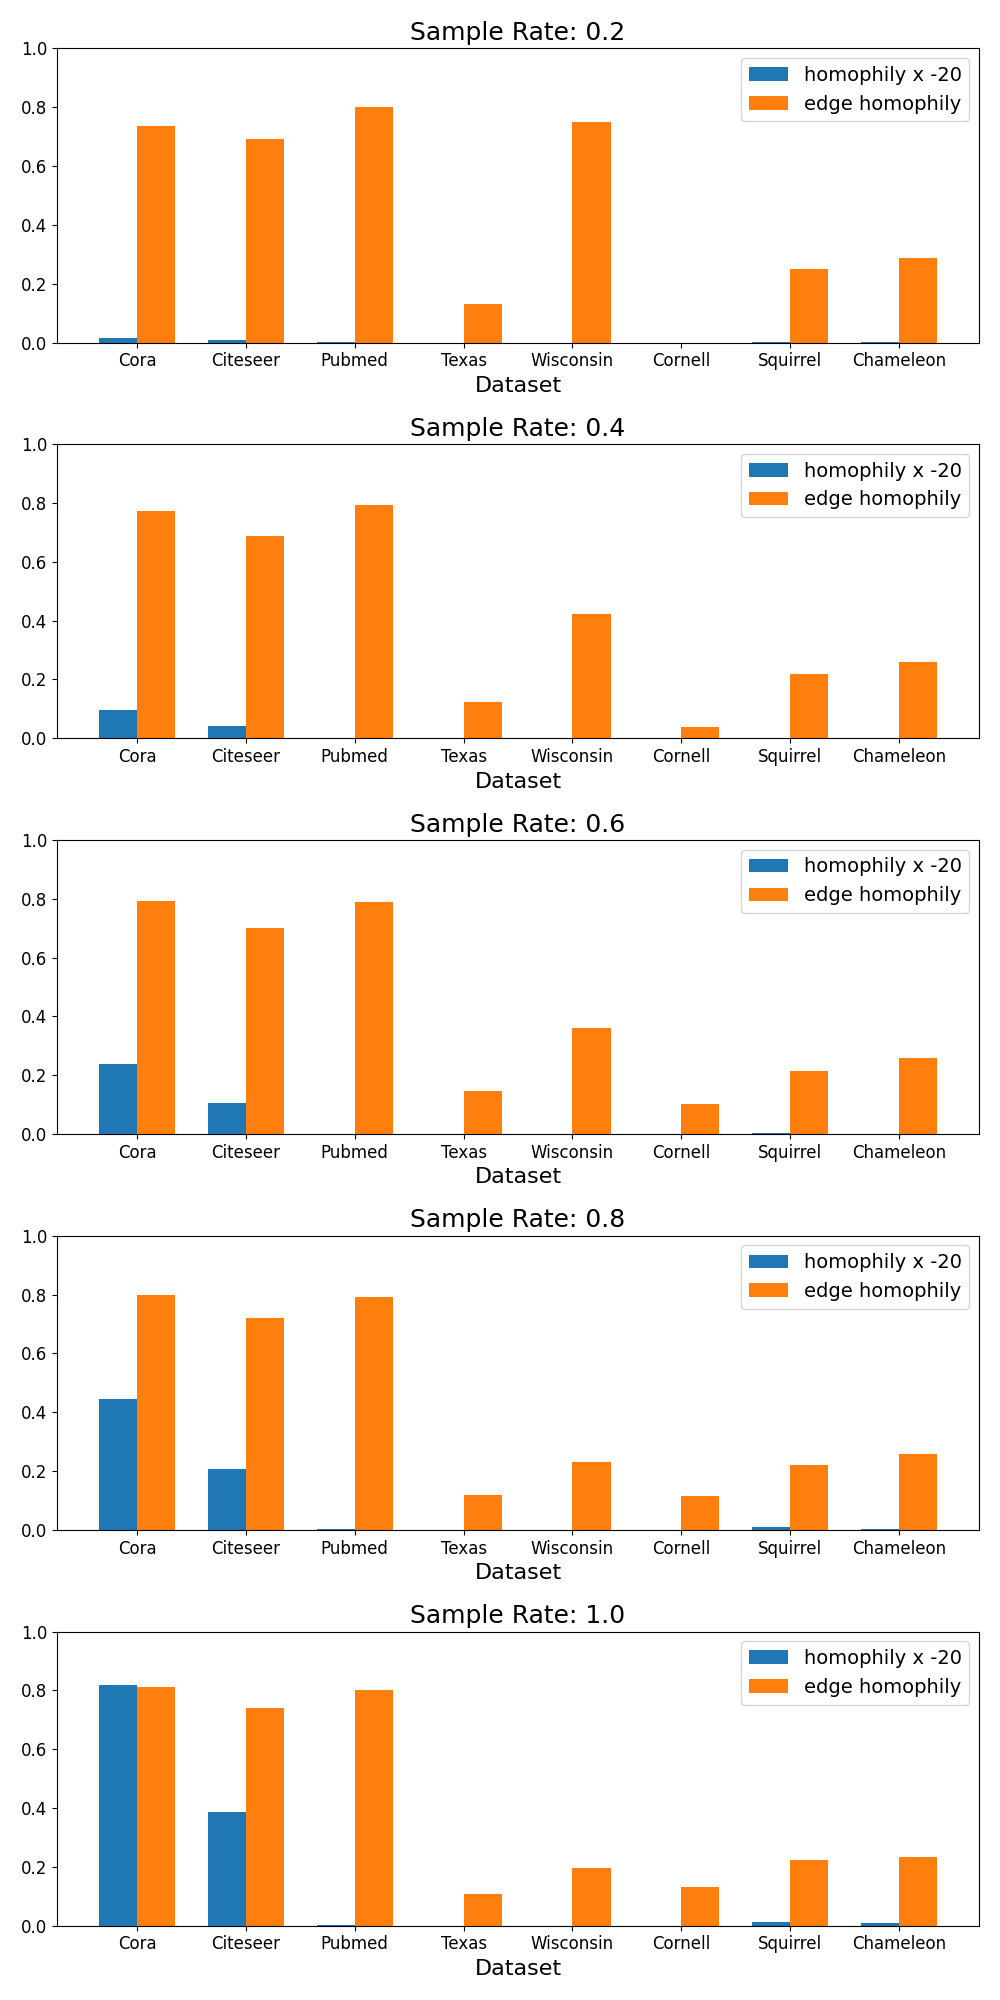 Sample Rate: 0.2
1.0
0.8
0.6
0.4
0.2
0.0
homophily x -20
edge homophily
Cora Citeseer Pubmed Texas Wisconsin Cornell Squirrel Chameleon
Dataset
Sample Rate: 0.4
1.0
0.8
0.6
0.4
0.2
0.0
homophily x -20
edge homophily
Cora Citeseer Pubmed Texas Wisconsin Cornell Squirrel Chameleon
Dataset
Sample Rate: 0.6
1.0
0.8
0.6
0.4
0.2
0.0
homophily x -20
edge homophily
Cora Citeseer Pubmed Texas Wisconsin Cornell Squirrel Chameleon
Dataset
Sample Rate: 0.8
1.0
0.8
0.6
0.4
0.2
0.0
homophily x -20
edge homophily
Cora Citeseer Pubmed Texas Wisconsin Cornell Squirrel Chameleon
Dataset
Sample Rate: 1.0
1.0
0.8
0.6
0.4
0.2
0.0
homophily x -20
edge homophily
Cora Citeseer Pubmed Texas Wisconsin Cornell Squirrel Chameleon
Dataset